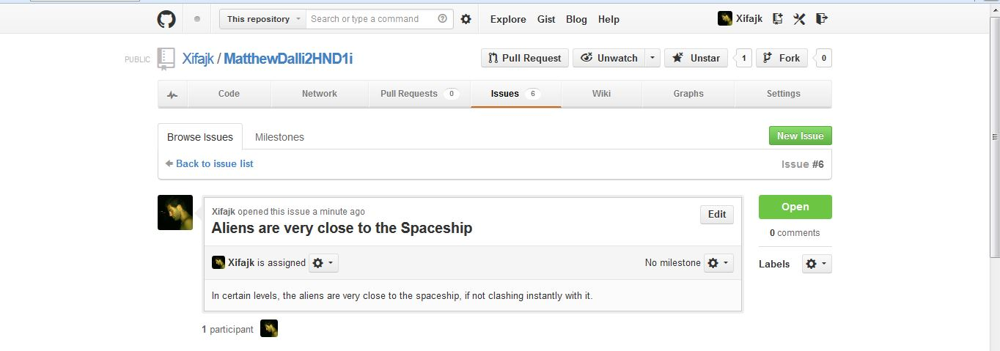 This repository Search or type a command Explore Gist Blog Help Xifajk
PUBLIC Xifajk / MatthewDalli2HND1i Pull Request Unwatch Unstar 1 Fork 0
Code Network Pull Requests 0 Issues 6 Wiki Graphs Settings
Browse Issues Milestones New Issue
Back to issue list Issue #6
Xifajk opened this issue a minute ago
Aliens are very close to the Spaceship
Edit
Open
0 comments
Xifajk is assigned No milestone
Labels
In certain levels, the aliens are very close to the spaceship, if not clashing instantly with it.
1 participant